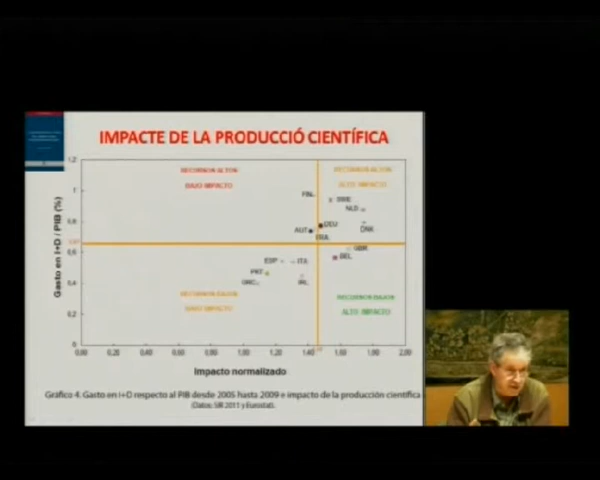 IMPACTE DE LA PRODUCCIÓ CIENTÍFICA
Gasto en I+D / PIB (%)
1,2
1
0,8
0,6
0,4
0,2
0
RECURSOS ALTOS
BAJO IMPACTO
RECURSOS ALTOS
ALTO IMPACTO
FIN
SWE
NLD
AUT
DEU
DNK
FRA
GBR
BEL
ESP
ITA
PRT
GRC
IRL
RECURSOS BAJOS
BAJO IMPACTO
RECURSOS BAJOS
ALTO IMPACTO
0,00 0,20 0,40 0,60 0,80 1,00 1,20 1,40 1,60 1,80 2,00
Impacto normalizado
Gráfico 4. Gasto en I+D respecto al PIB desde 2005 hasta 2009 e impacto de la producción científica
(Datos, SIR 2011 y Eurostat).